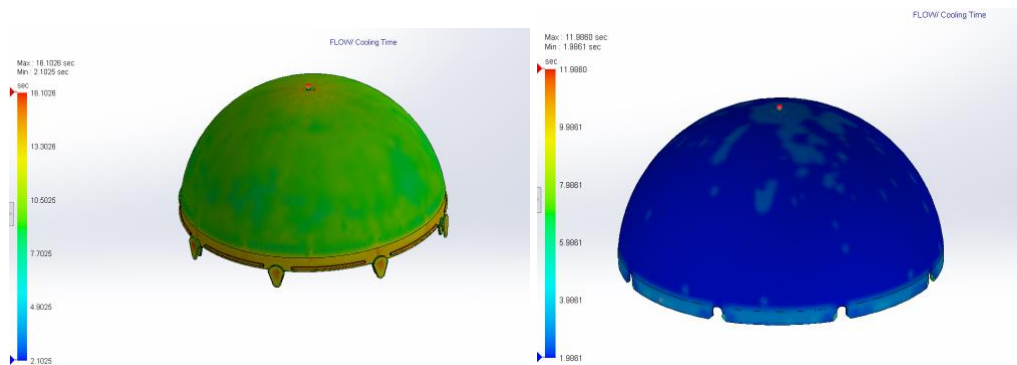 FLOW/ Cooling Time
Max : 16.1026 sec
Min : 2.1025 sec
sec
16.1026
13.3026
10.5025
7.7025
4.9025
2.1025
FLOW/ Cooling Time
Max : 11.9860 sec
Min : 1.9861 sec
sec
11.9860
9.9861
7.9861
5.9861
3.9861
1.9861